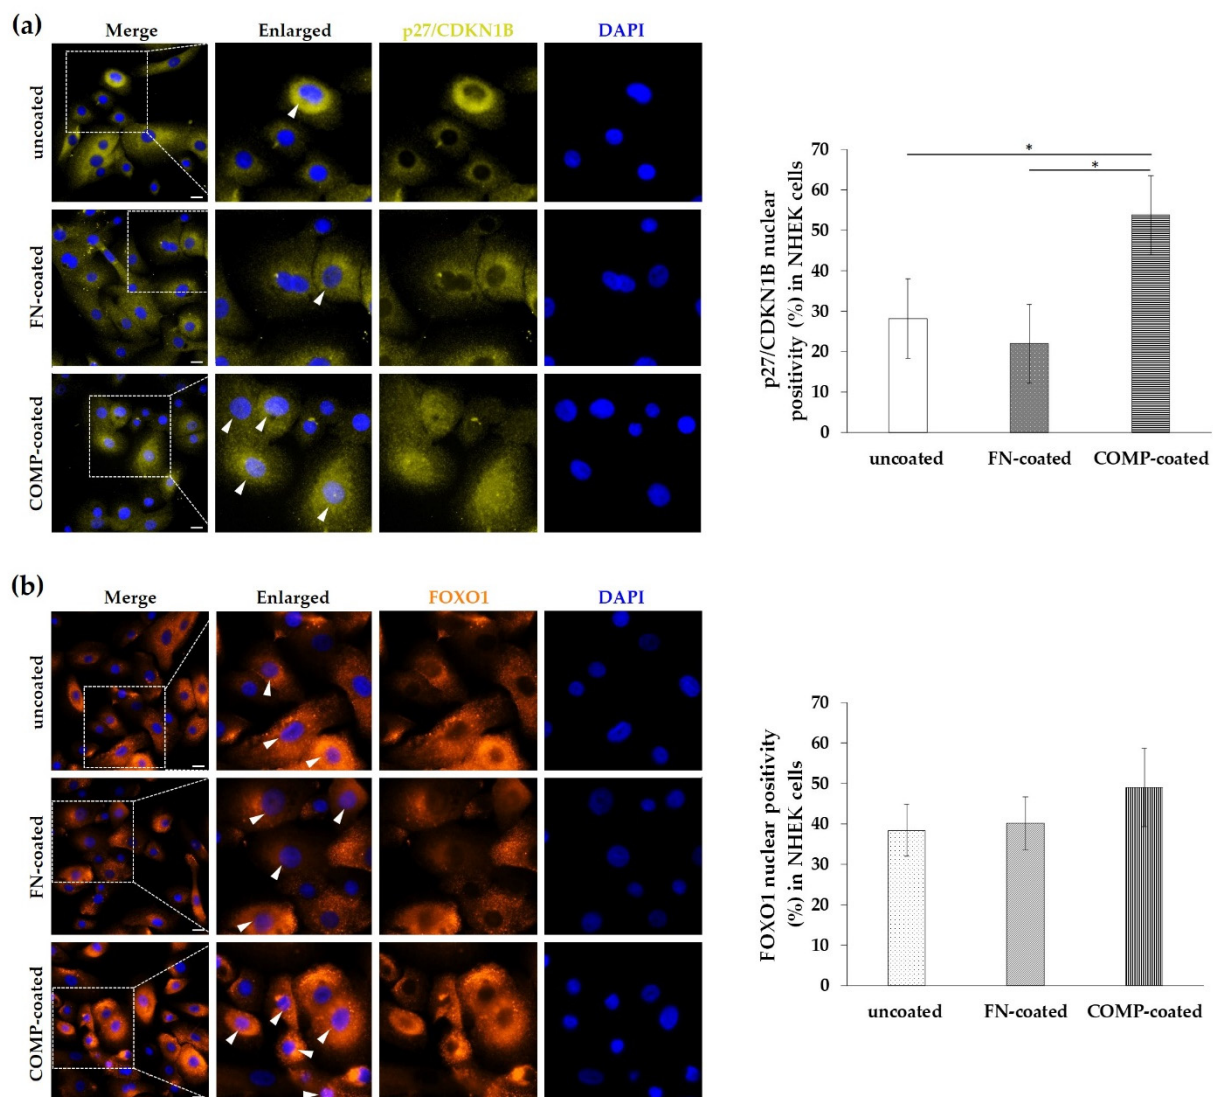 (a)
Merge Enlarged p27/CDKN1B DAPI
uncoated
FN-coated
COMP-coated
p27/CDKN1B nuclear
positivity (%) in NHEK cells
70
60
50
40
30
20
10
0
* 
*
uncoated FN-coated COMP-coated
(b)
Merge Enlarged FOXO1 DAPI
uncoated
FN-coated
COMP-coated
FOXO1 nuclear positivity
(%) in NHEK cells
70
60
50
40
30
20
10
0
uncoated FN-coated COMP-coated